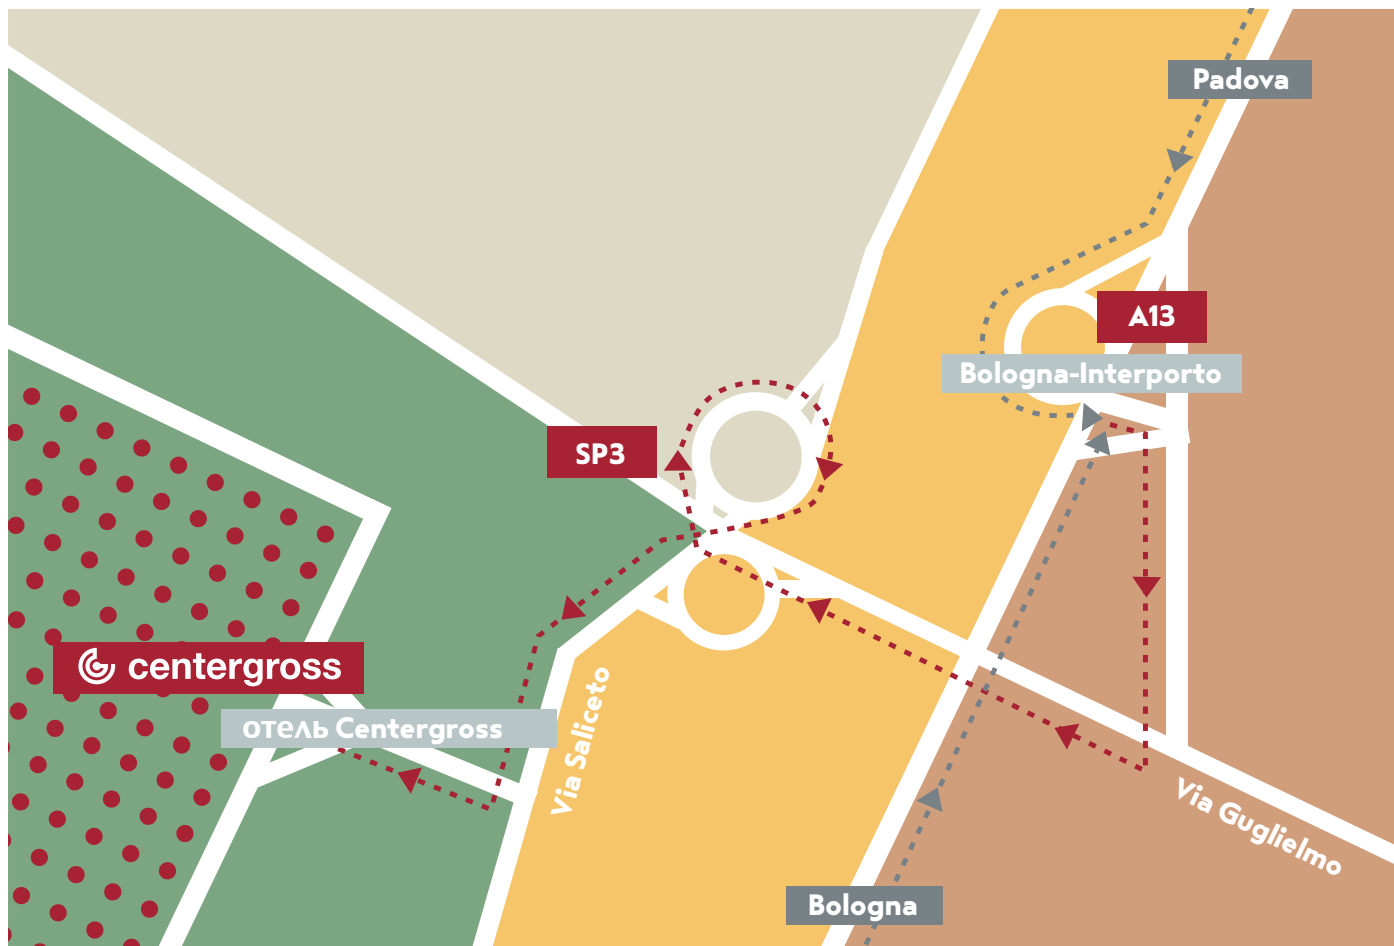 Padova
A13
Bologna-Interporto
SP3
centergross
отель Centergross
Via Saliceto
Via Guglielmo
Bologna